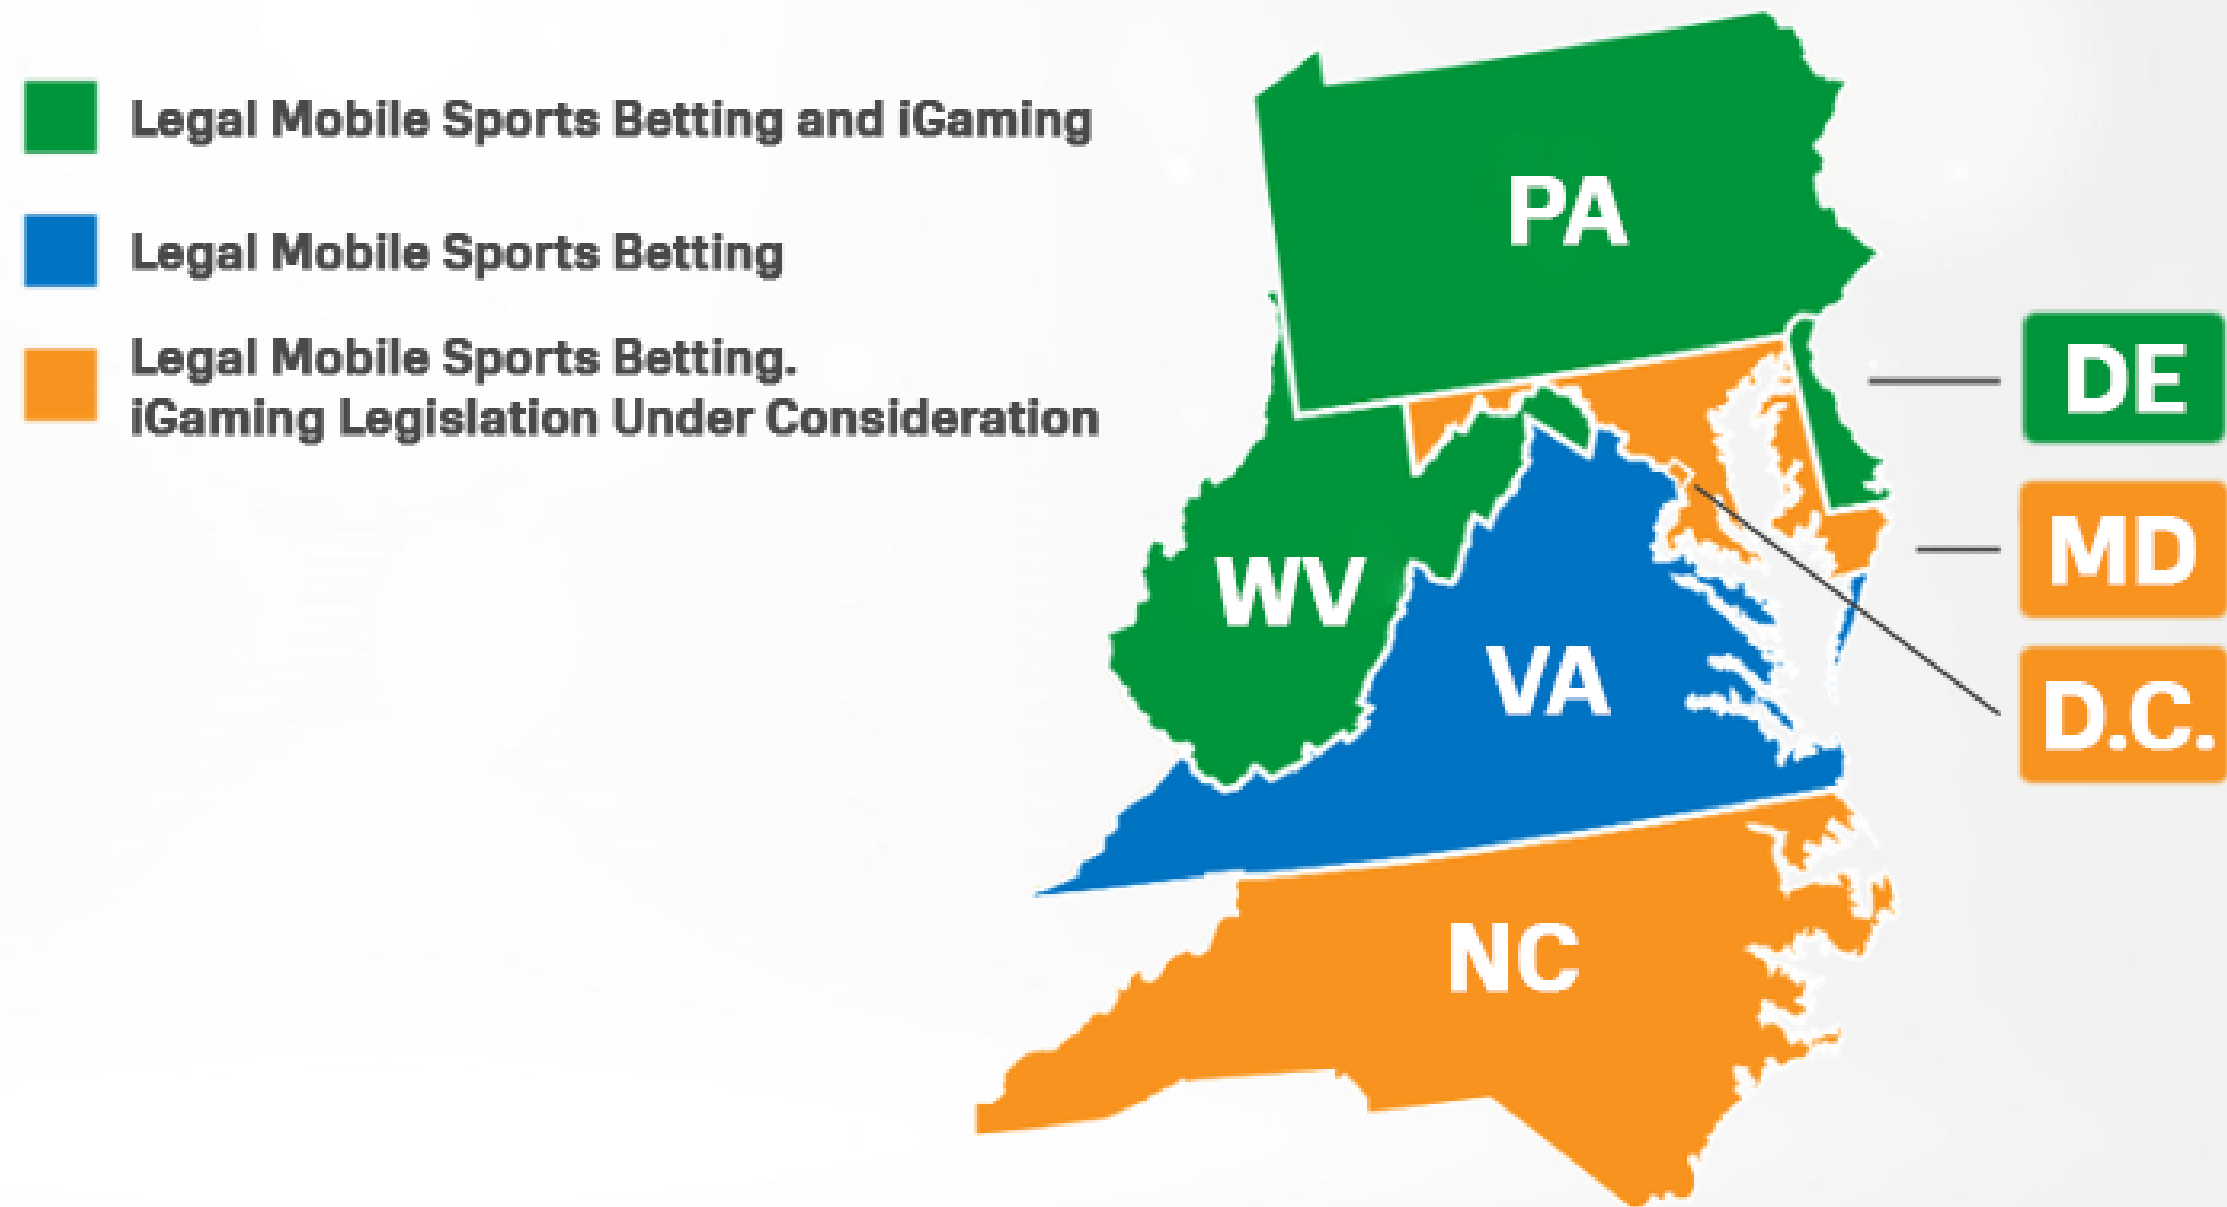 Legal Mobile Sports Betting and iGaming
Legal Mobile Sports Betting
Legal Mobile Sports Betting.
iGaming Legislation Under Consideration
PA
DE
MD
WV
VA
D.C.
NC